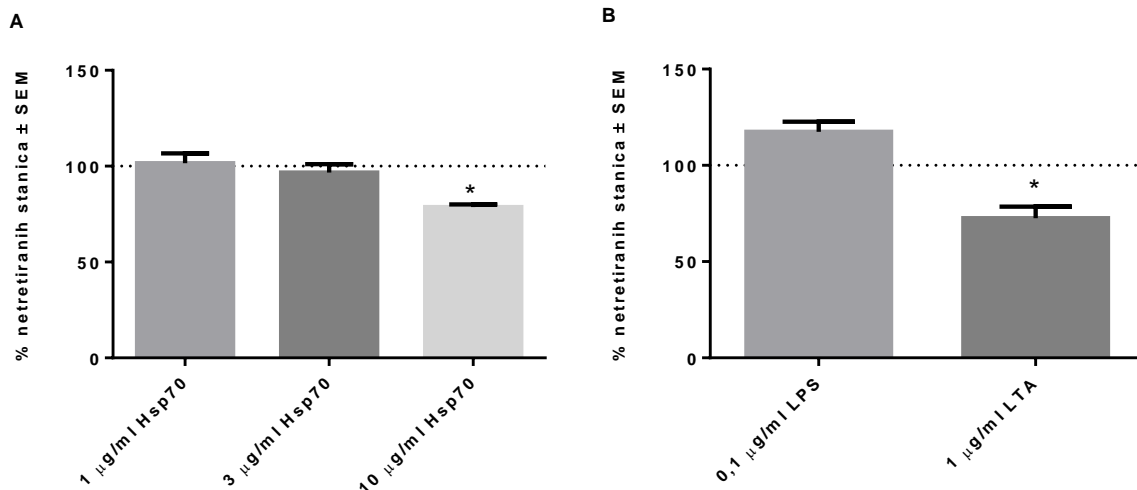 A
% netretiranih stanica ± SEM
150
100
50
0
*
1 µg/ml Hsp70
3 µg/ml Hsp70
10 µg/ml Hsp70
B
% netretiranih stanica ± SEM
150
100
50
0
*
0,1 µg/ml LPS
1 µg/ml LTA